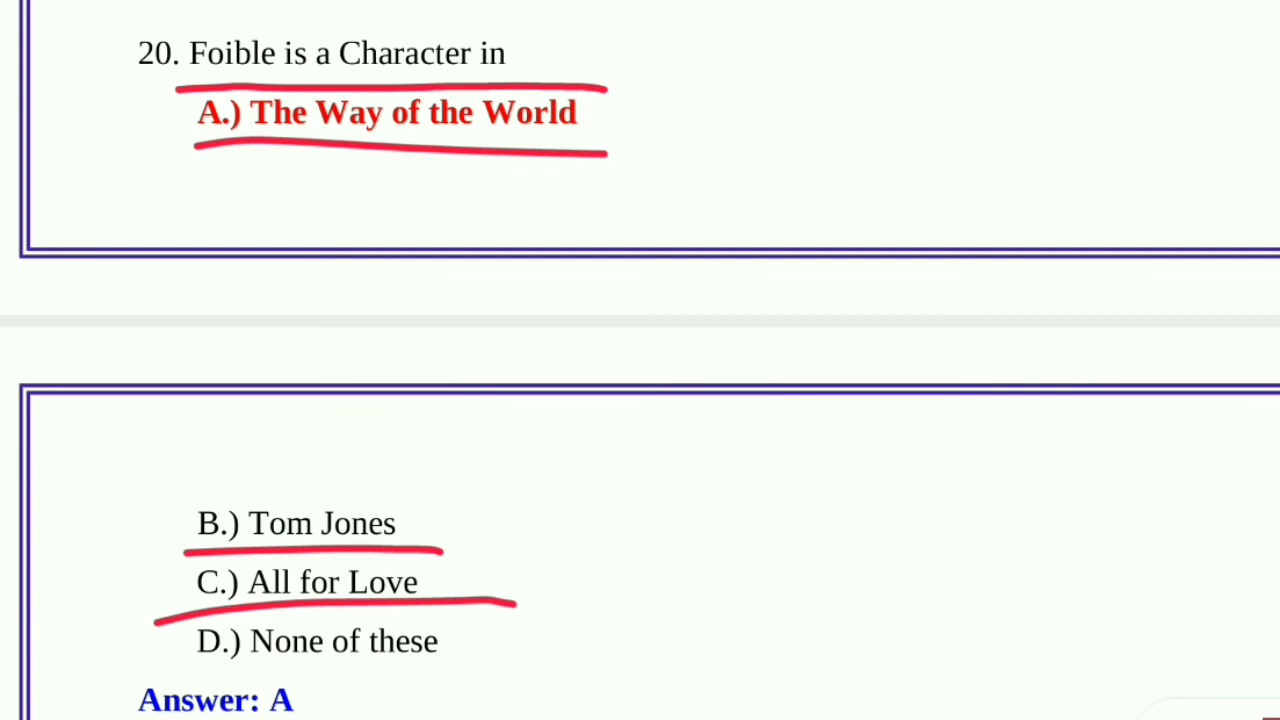 20. Foible is a Character in
A.) The Way of the World
B.) Tom Jones
C.) All for Love
D.) None of these
Answer: A